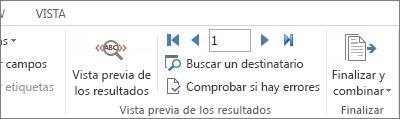 VISTA
ABC
1
Vista previa de
los resultados
Buscar un destinatario
Comprobar si hay errores
Finalizar y
combinar
campos
etiquetas
Vista previa de los resultados
Finalizar